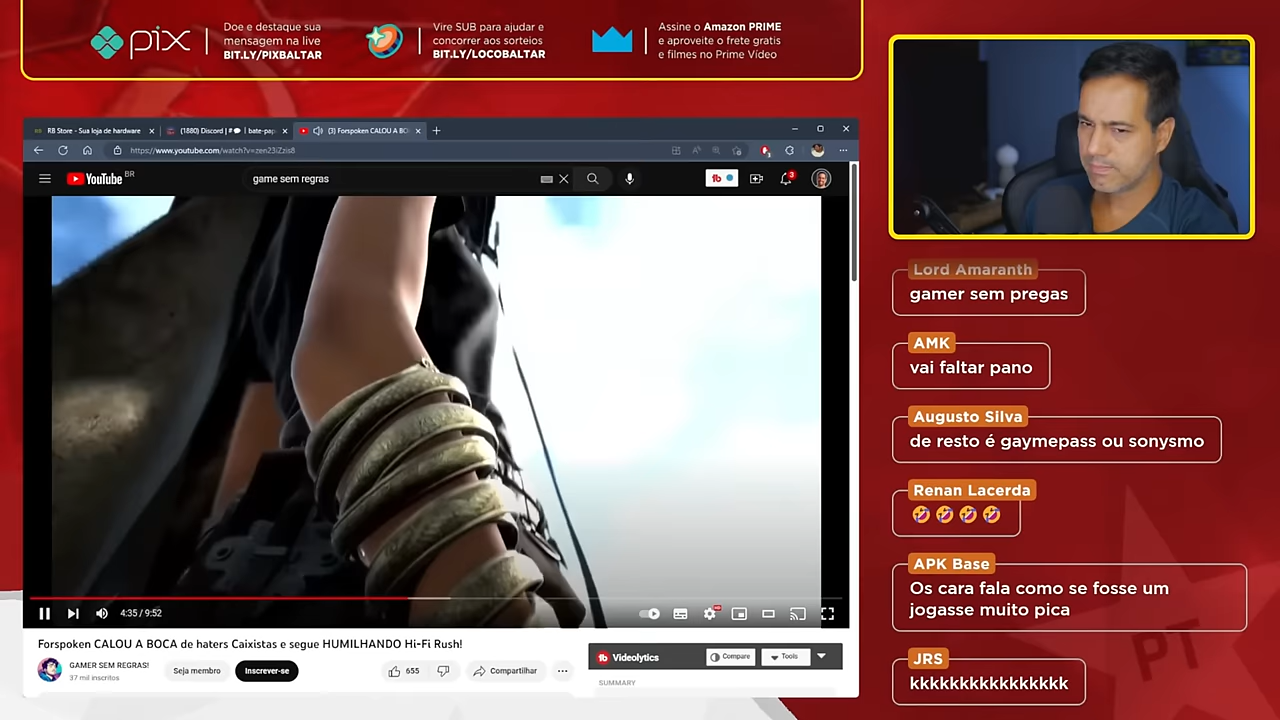 pix
Doe e destaque sua
mensagem na live
BIT.LY/PIXBALTAR
Vire SUB para ajudar e
concorrer aos sorteios
BIT.LY/LOCOBALTAR
Assine o Amazon PRIME
e aproveite o frete gratis
e filmes no Prime Vídeo
RB Store - Sua loja de hardware
(1880) Discord | # | bate-pap
(3) Forspoken CALOU A BO
https://www.youtube.com/watch?v=zen23iZzis8
YouTube BR
game sem regras
3
4:35 / 9:52
Forspoken CALOU A BOCA de haters Caixistas e segue HUMILHANDO Hi-Fi Rush!
GAMER SEM REGRAS!
37 mil inscritos
Seja membro
Inscrever-se
655
Compartilhar
Videolytics
Compare
Tools
SUMMARY
Lord Amaranth
gamer sem pregas
AMK
vai faltar pano
Augusto Silva
de resto é gaymepass ou sonysmo
Renan Lacerda
🤣🤣🤣🤣
APK Base
Os cara fala como se fosse um
jogasse muito pica
JRS
kkkkkkkkkkkkkkkk
PT